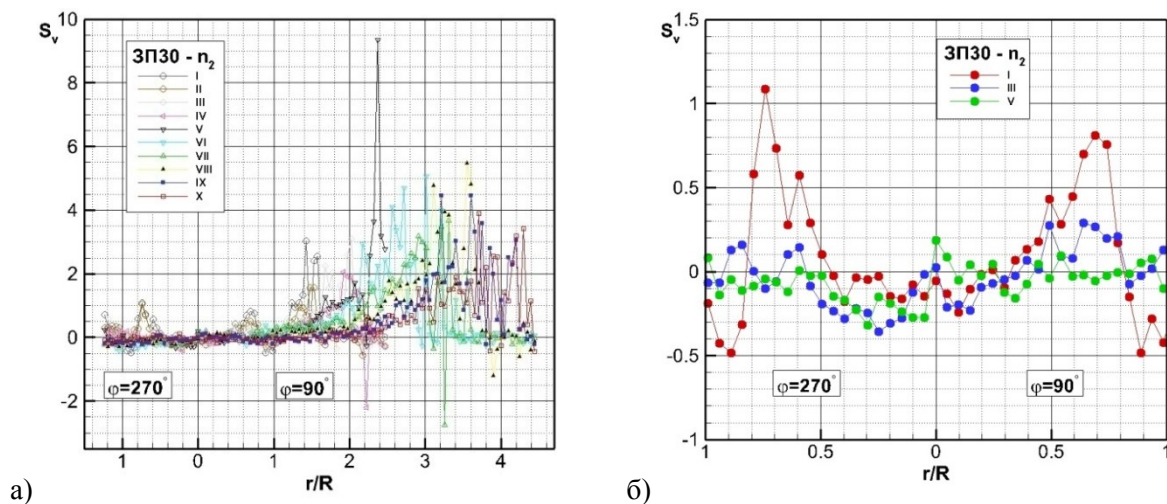 10
S_v
8
6
4
2
0
-2
ЗП30 - n₂
I
II
III
IV
V
VI
VII
VIII
IX
X
φ=270°
φ=90°
1 0 1 2 3 4
r/R
а)
1.5
S_v
1
0.5
0
-0.5
-1
ЗП30 - n₂
I
III
V
φ=270°
φ=90°
1 0.5 0 0.5 1
r/R
б)